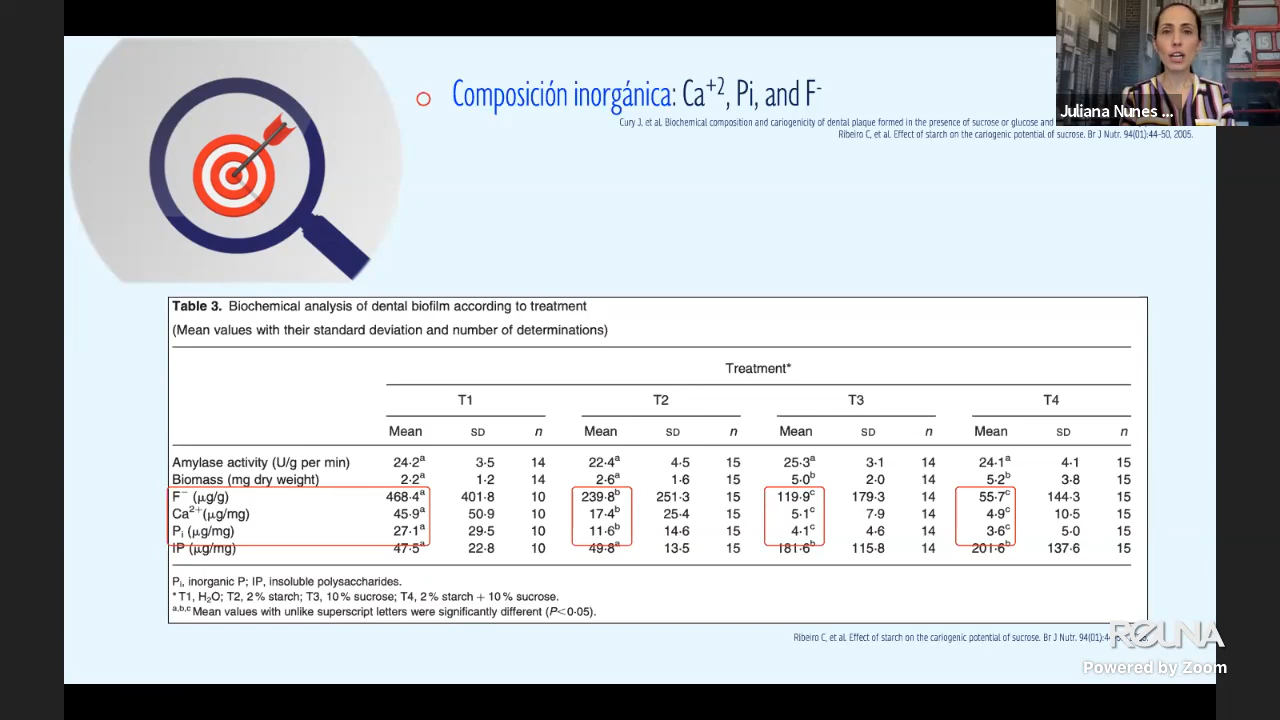 Composición inorgánica: Ca+2, Pi, and F-
Cury J, et al. Biochemical composition and cariogenicity of dental plaque formed in the presence of sucrose or glucose and
Ribeiro C, et al. Effect of starch on the cariogenic potential of sucrose. Br J Nutr. 94(01):44-50, 2005.
Juliana Nunes ...
Table 3. Biochemical analysis of dental biofilm according to treatment
(Mean values with their standard deviation and number of determinations)
Treatment*
T1 T2 T3 T4
Mean SD n Mean SD n Mean SD n Mean SD n
Amylase activity (U/g per min) 24·2a 3·5 14 22·4a 4·5 15 25·3a 3·1 14 24·1a 4·1 15
Biomass (mg dry weight) 2·2a 1·2 14 2·6a 1·6 15 5·0b 2·0 14 5·2b 3·8 15
F− (μg/g) 468·4a 401·8 10 239·8b 251·3 15 119·9c 179·3 14 55·7c 144·3 15
Ca2+(μg/mg) 45·9a 50·9 10 17·4b 25·4 15 5·1c 7·9 14 4·9c 10·5 15
Pi (μg/mg) 27·1a 29·5 10 11·6b 14·6 15 4·1c 4·6 14 3·6c 5·0 15
IP (μg/mg) 47·5a 22·8 10 49·8a 13·5 15 181·6b 115·8 14 201·6b 137·6 15
Pi, inorganic P; IP, insoluble polysaccharides.
*T1, H2O; T2, 2% starch; T3, 10% sucrose; T4, 2% starch + 10% sucrose.
a,b,c Mean values with unlike superscript letters were significantly different (P<0·05).
Ribeiro C, et al. Effect of starch on the cariogenic potential of sucrose. Br J Nutr. 94(01):4
Powered by Zoom